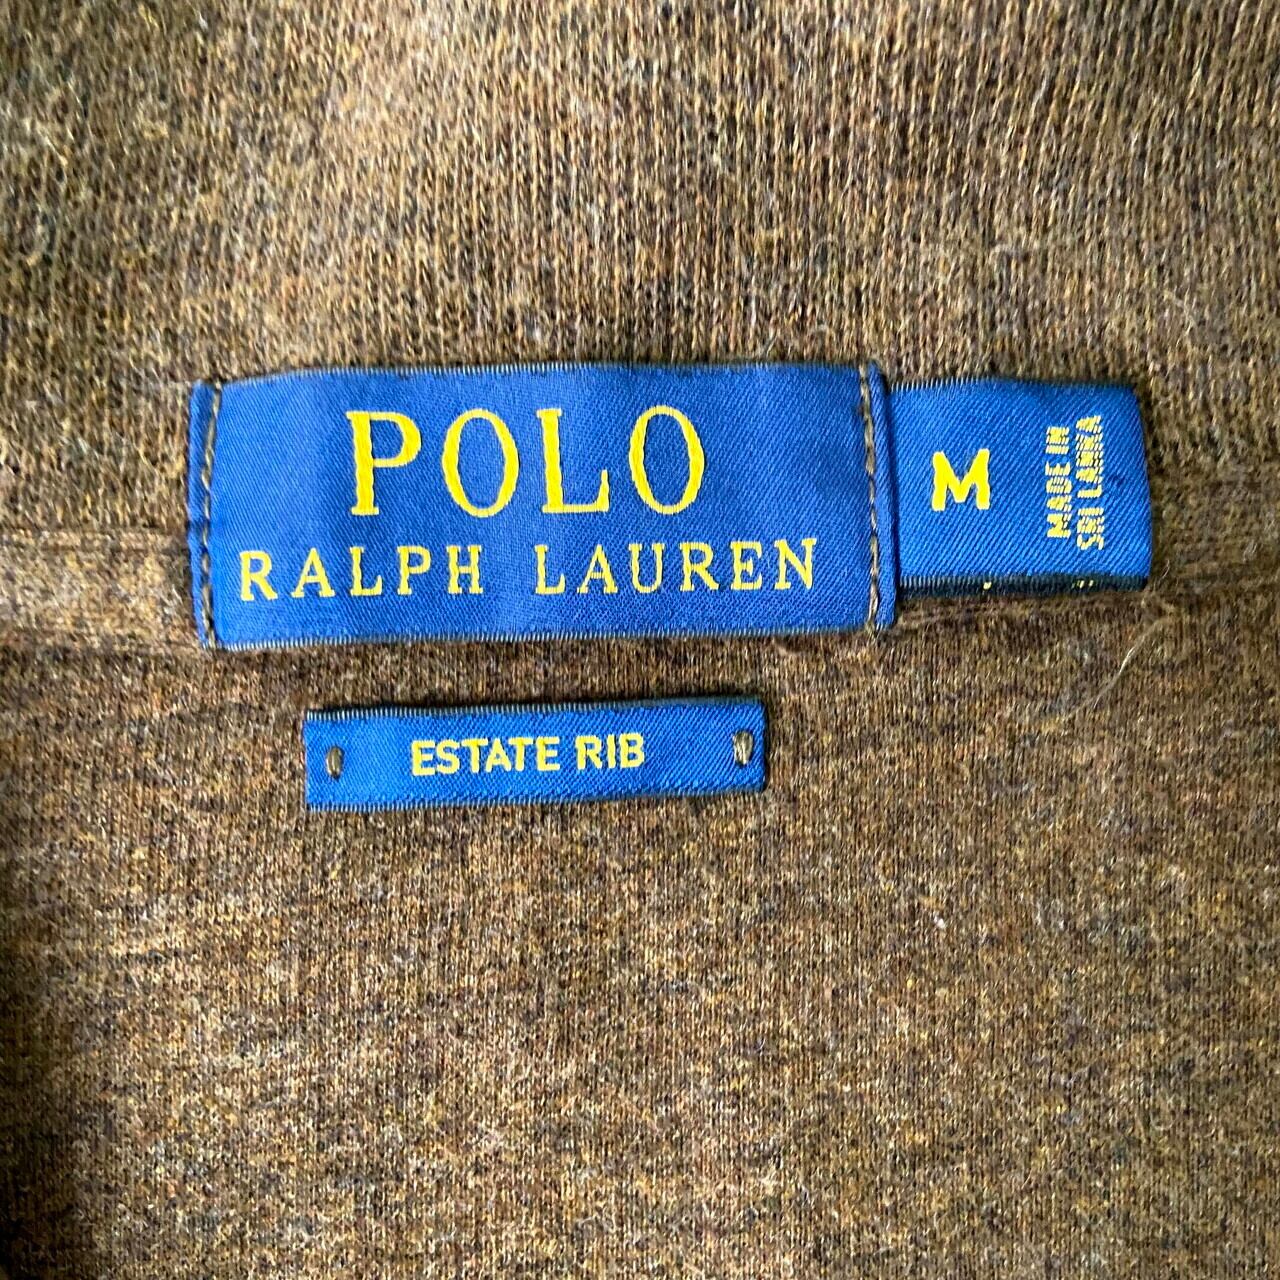 POLO
RALPH LAUREN
M
MADE IN
SRI LANKA
ESTATE RIB